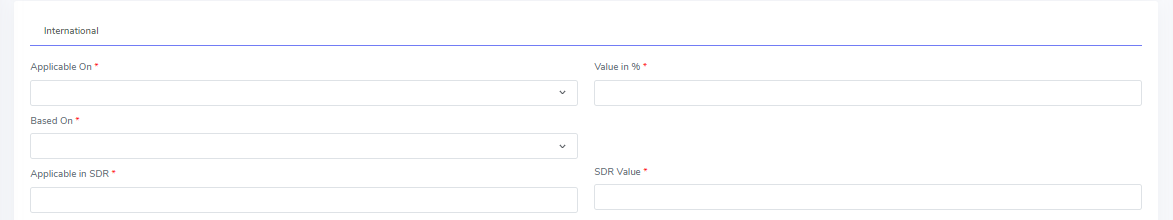 International
Applicable On *
Value in % *
Based On *
Applicable in SDR *
SDR Value *